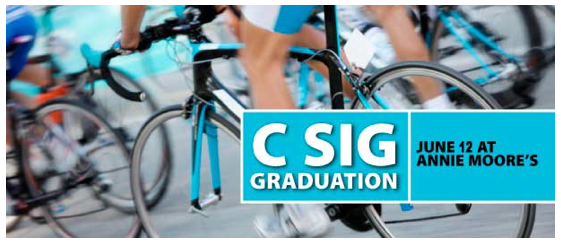 C SIG
GRADUATION
JUNE 12 AT
ANNIE MOORE'S